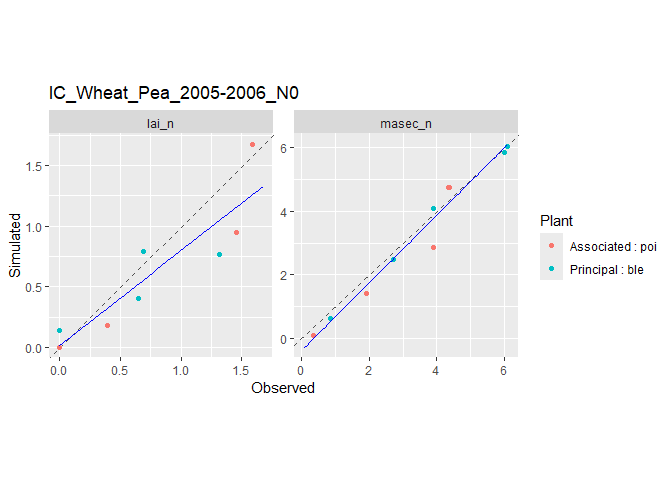 IC_Wheat_Pea_2005-2006_N0
lai_n
masec_n
1.5
1.0
0.5
0.0
6
4
2
0
Simulated
0.0 0.5 1.0 1.5
0 2 4 6
Observed
Plant
Associated : poi
Principal : ble